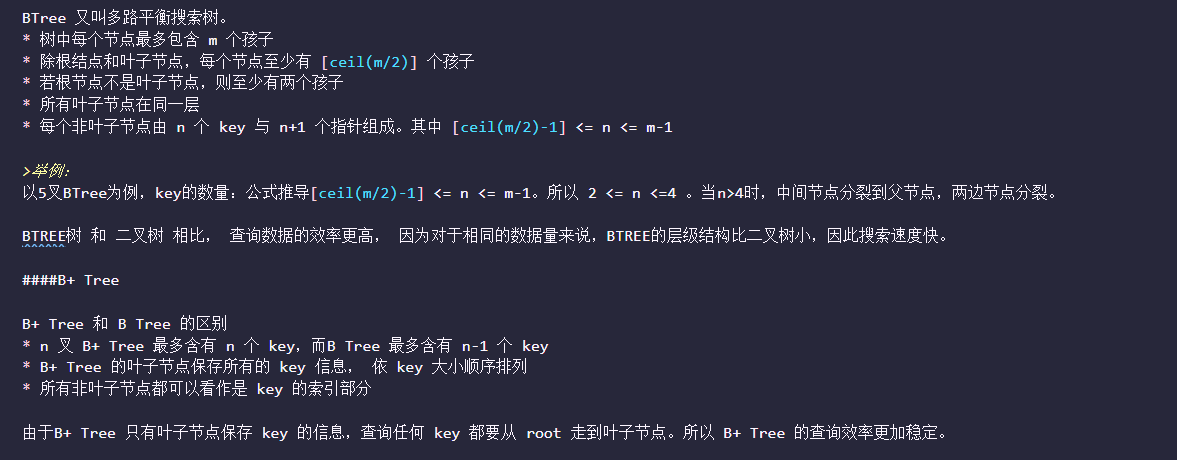 BTree 又叫多路平衡搜索树。
* 树中每个节点最多包含 m 个孩子
* 除根结点和叶子节点，每个节点至少有 [ceil(m/2)] 个孩子
* 若根节点不是叶子节点，则至少有两个孩子
* 所有叶子节点在同一层
* 每个非叶子节点由 n 个 key 与 n+1 个指针组成。其中 [ceil(m/2)-1] <= n <= m-1
>举例：
以5叉BTree为例，key的数量：公式推导[ceil(m/2)-1] <= n <= m-1。所以 2 <= n <=4 。当n>4时，中间节点分裂到父节点，两边节点分裂。
BTREE树 和 二叉树 相比， 查询数据的效率更高， 因为对于相同的数据量来说，BTREE的层级结构比二叉树小，因此搜索速度快。
####B+ Tree
B+ Tree 和 B Tree 的区别
* n 叉 B+ Tree 最多含有 n 个 key，而B Tree 最多含有 n-1 个 key
* B+ Tree 的叶子节点保存所有的 key 信息， 依 key 大小顺序排列
* 所有非叶子节点都可以看作是 key 的索引部分
由于B+ Tree 只有叶子节点保存 key 的信息，查询任何 key 都要从 root 走到叶子节点。所以 B+ Tree 的查询效率更加稳定。